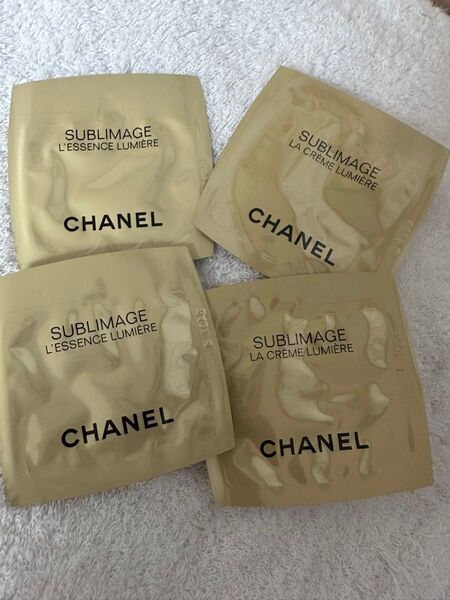 SUBLIMAGE
L'ESSENCE LUMIÈRE
CHANEL
SUBLIMAGE
LA CRÈME LUMIÈRE
CHANEL
SUBLIMAGE
L'ESSENCE LUMIÈRE
CHANEL
SUBLIMAGE
LA CRÈME LUMIÈRE
CHANEL